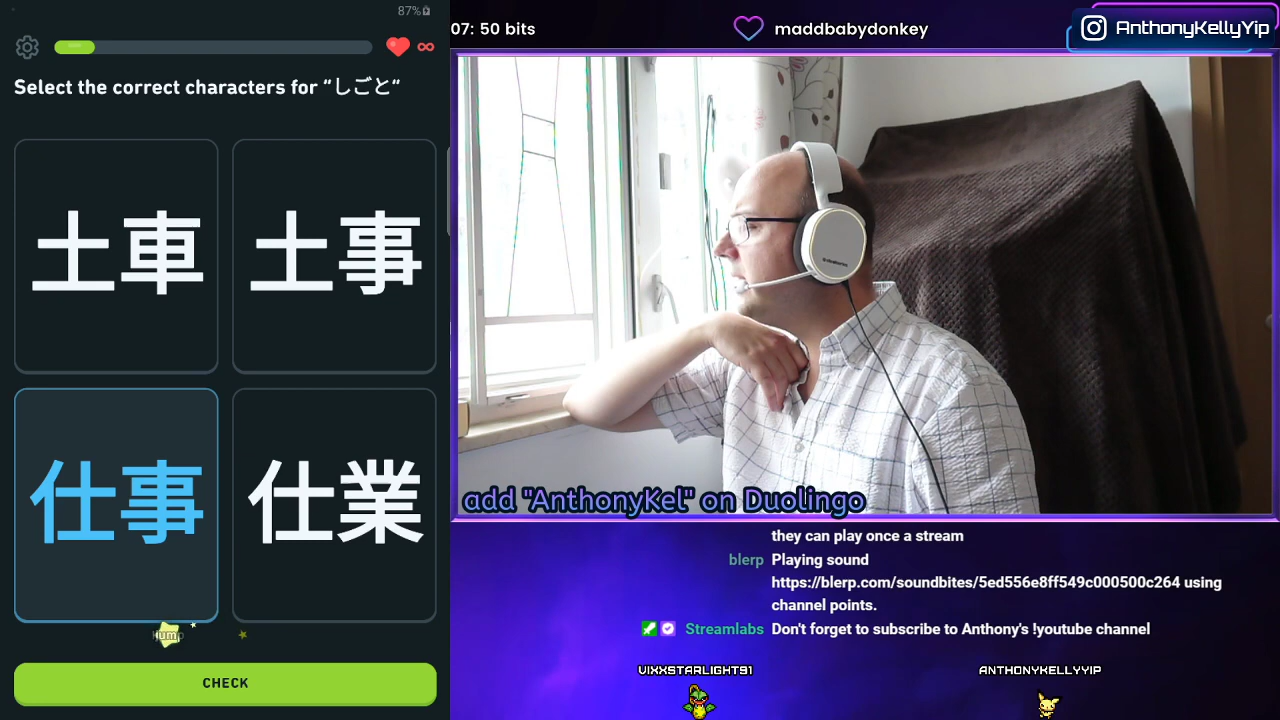 87%
Select the correct characters for “しごと“
土車
土事
仕事
仕業
CHECK
07: 50 bits
maddbabydonkey
AnthonyKellyYip
add "AnthonyKel" on Duolingo
they can play once a stream
blerp Playing sound
https://blerp.com/soundbites/5ed556e8ff549c000500c264 using
channel points.
Streamlabs Don't forget to subscribe to Anthony's !youtube channel
VIXXSTARLIGHT91
ANTHONYKELLYYIP